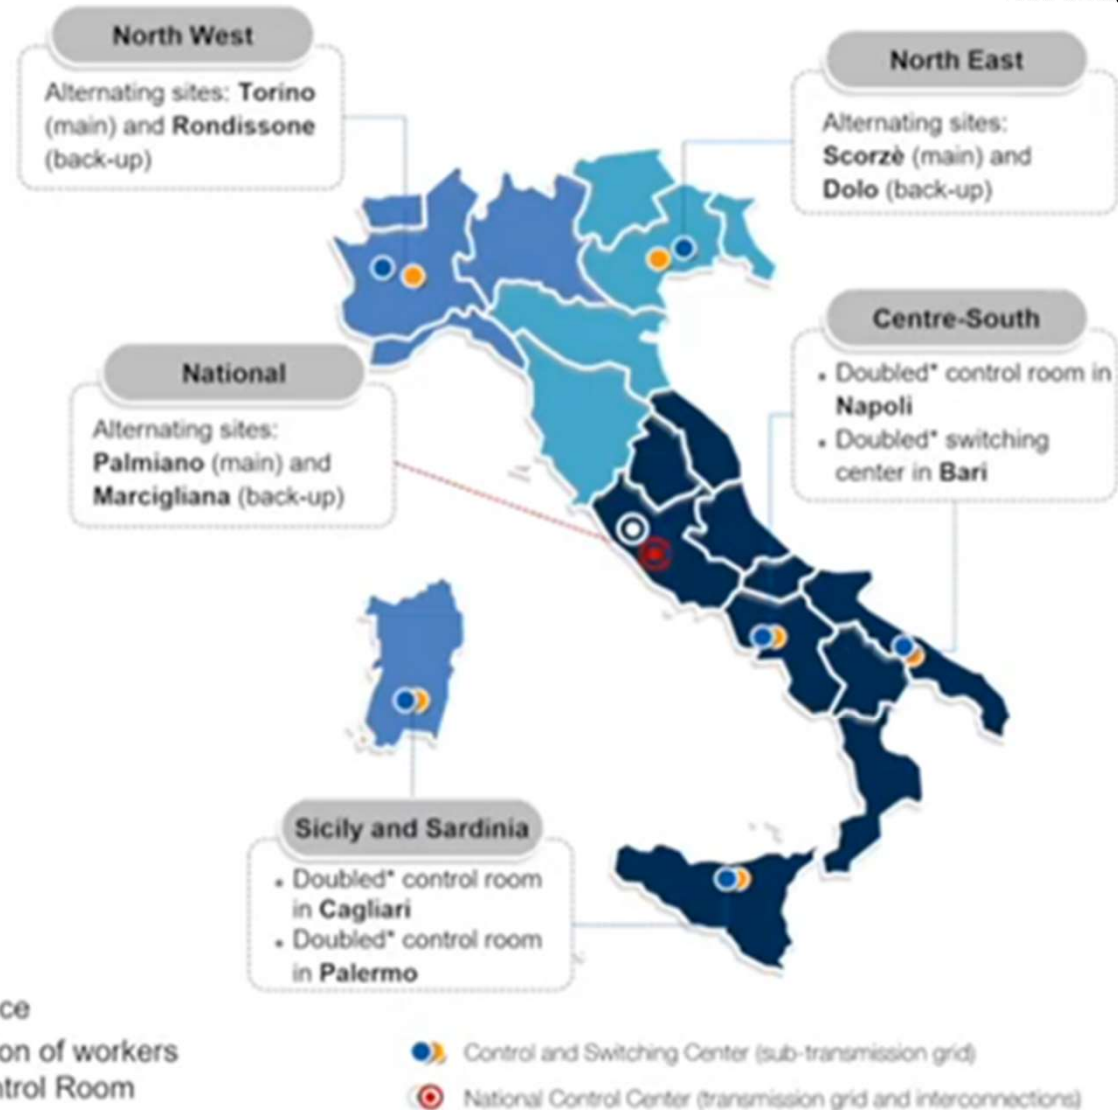 North West
Alternating sites: Torino
(main) and Rondissone
(back-up)
North East
Alternating sites:
Scorzè (main) and
Dolo (back-up)
Centre-South
• Doubled* control room in
Napoli
• Doubled* switching
center in Bari
National
Alternating sites:
Palmiano (main) and
Marcigliana (back-up)
Sicily and Sardinia
• Doubled* control room
in Cagliari
• Doubled* control room
in Palermo
ce
on of workers
ntrol Room
Control and Switching Center (sub-transmission grid)
National Control Center (transmission grid and interconnections)